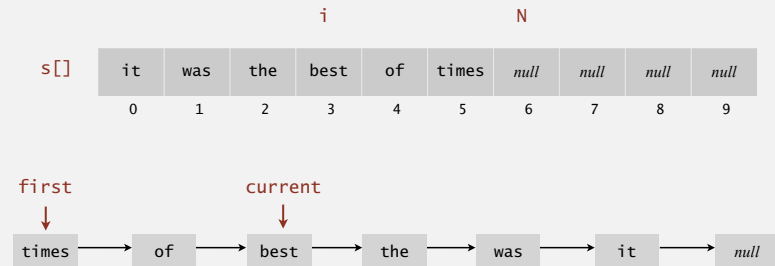 i N
s[] it was the best of times null null null null
0 1 2 3 4 5 6 7 8 9
first current
times of best the was it null